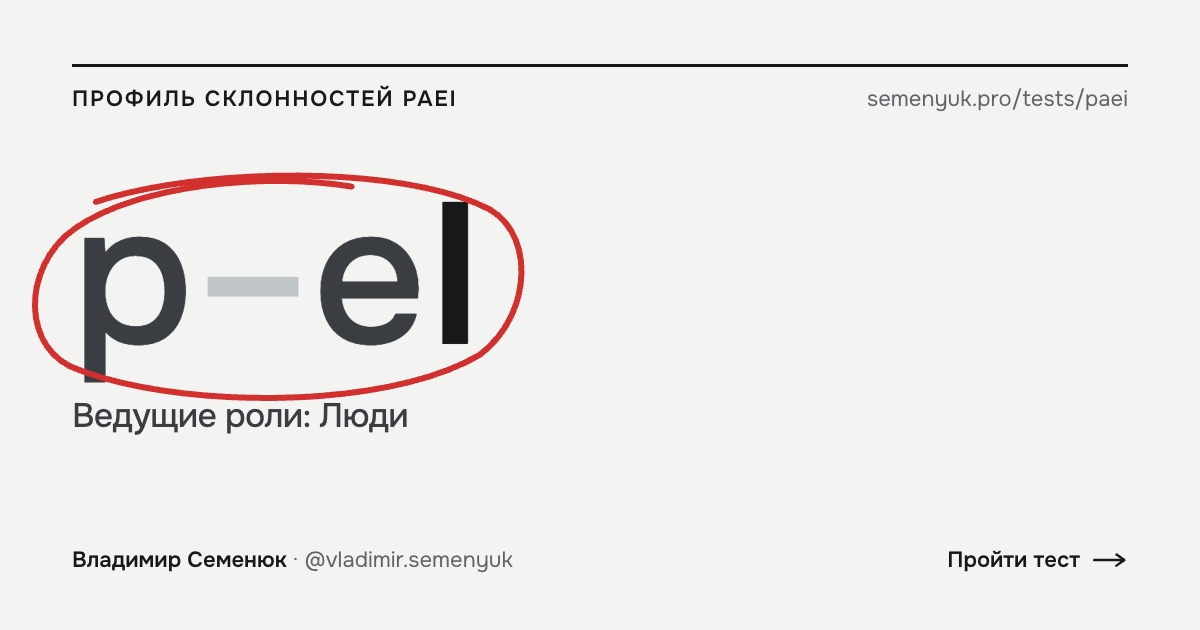 ПРОФИЛЬ СКЛОННОСТЕЙ PAEI
semenyuk.pro/tests/paei
p–eI
Ведущие роли: Люди
Владимир Семенюк · @vladimir.semenyuk
Пройти тест →